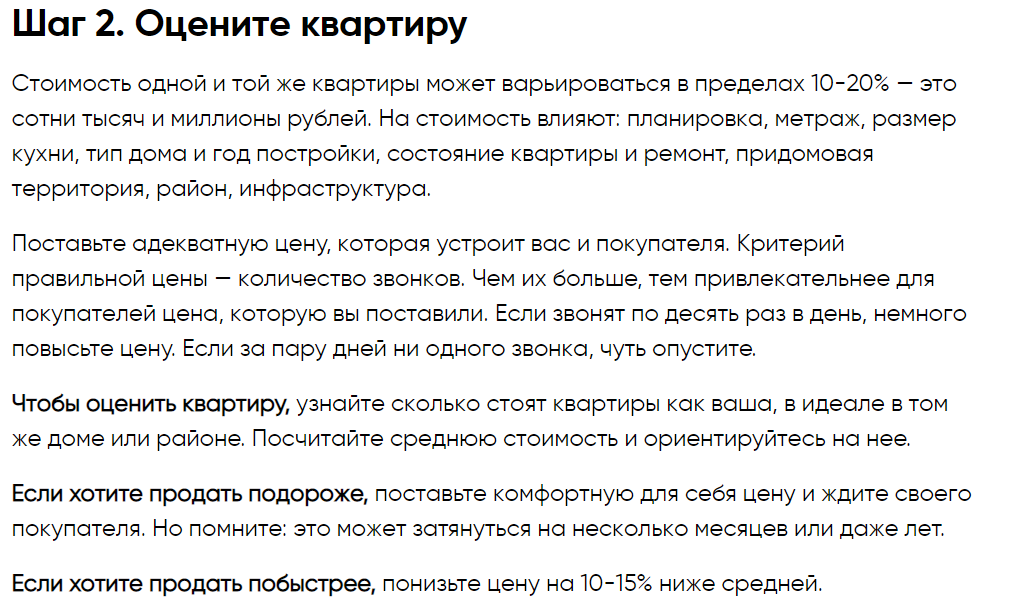 Шаг 2. Оцените квартиру
Стоимость одной и той же квартиры может варьироваться в пределах 10-20% — это
сотни тысяч и миллионы рублей. На стоимость влияют: планировка, метраж, размер
кухни, тип дома и год постройки, состояние квартиры и ремонт, придомовая
территория, район, инфраструктура.
Поставьте адекватную цену, которая устроит вас и покупателя. Критерий
правильной цены — количество звонков. Чем их больше, тем привлекательнее для
покупателей цена, которую вы поставили. Если звонят по десять раз в день, немного
повысьте цену. Если за пару дней ни одного звонка, чуть опустите.
Чтобы оценить квартиру, узнайте сколько стоят квартиры как ваша, в идеале в том
же доме или районе. Посчитайте среднюю стоимость и ориентируйтесь на нее.
Если хотите продать подороже, поставьте комфортную для себя цену и ждите своего
покупателя. Но помните: это может затянуться на несколько месяцев или даже лет.
Если хотите продать побыстрее, понизьте цену на 10-15% ниже средней.